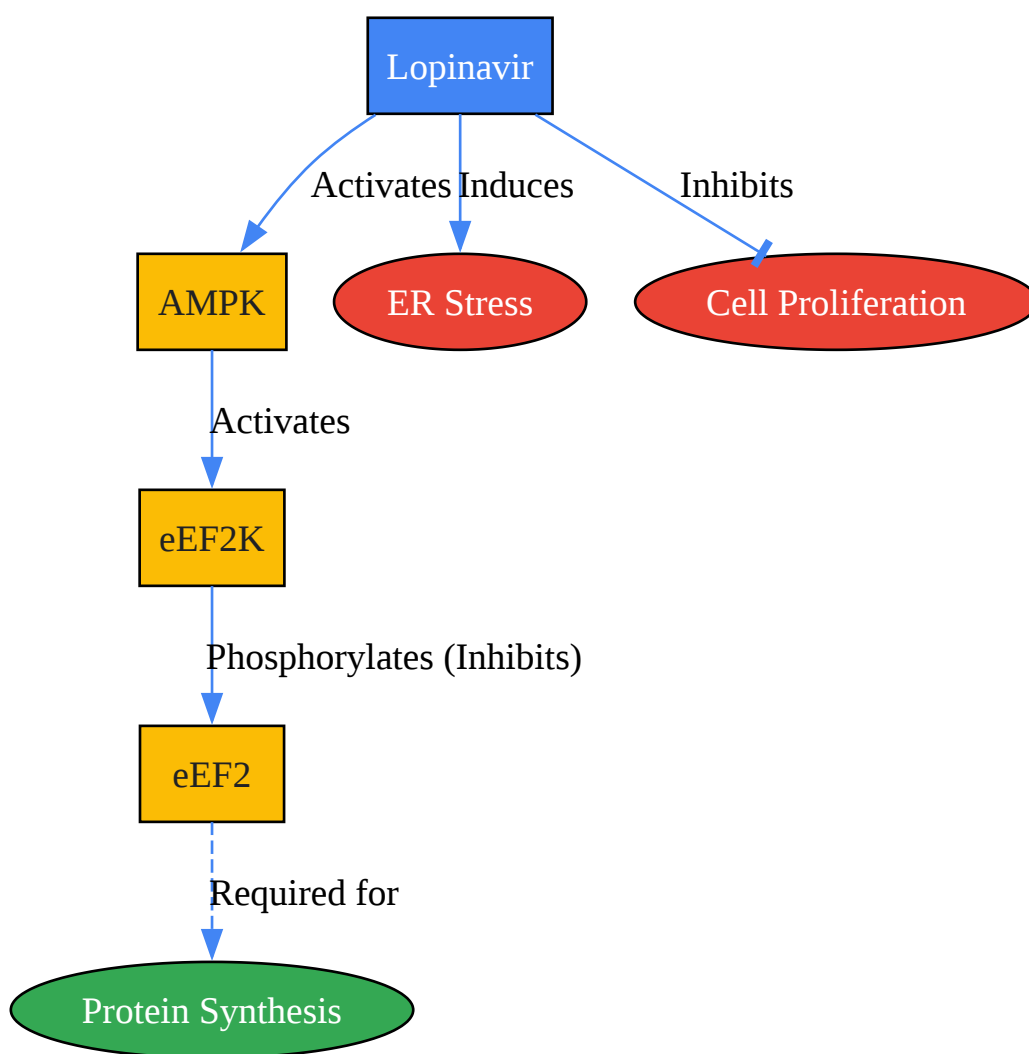 Lopinavir
Activates
Induces
Inhibits
AMPK
ER Stress
Cell Proliferation
Activates
eEF2K
Phosphorylates (Inhibits)
eEF2
Required for
Protein Synthesis